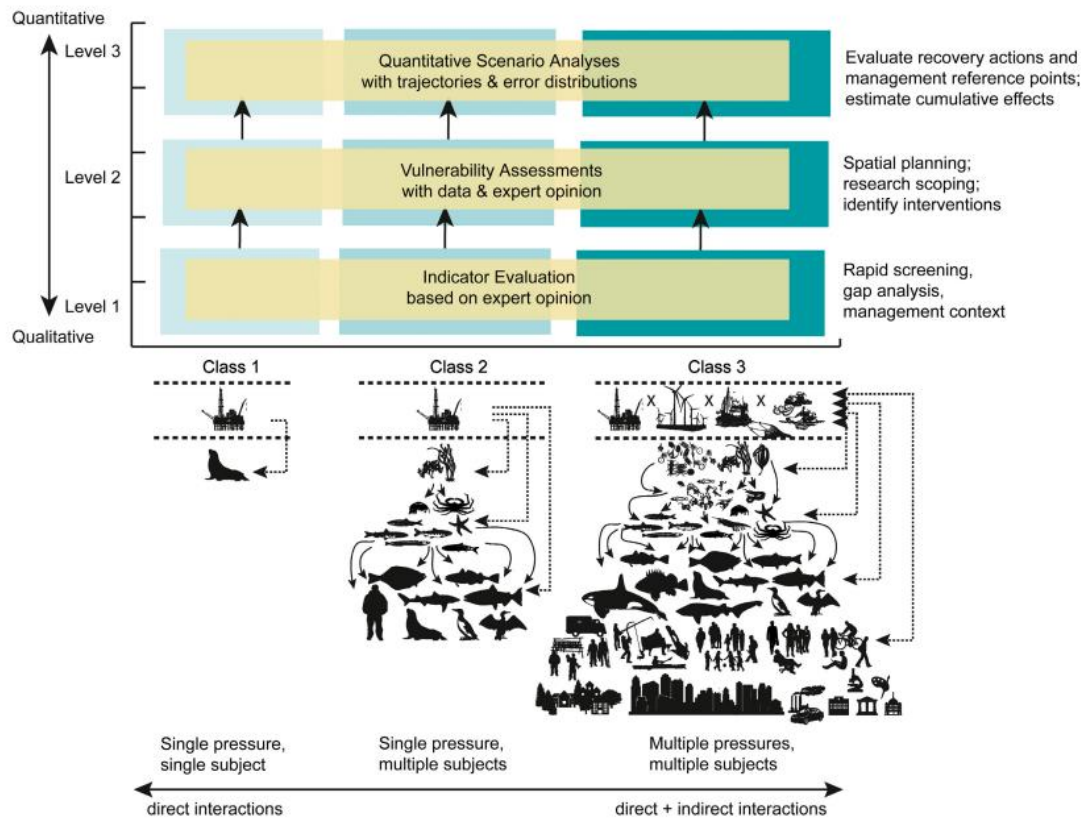 Quantitative
Level 3
Quantitative Scenario Analyses
with trajectories & error distributions
Evaluate recovery actions and
management reference points;
estimate cumulative effects
Level 2
Vulnerability Assessments
with data & expert opinion
Spatial planning;
research scoping;
identify interventions
Level 1
Indicator Evaluation
based on expert opinion
Rapid screening,
gap analysis,
management context
Qualitative
Class 1
Class 2
Class 3
x x x
Single pressure,
single subject
Single pressure,
multiple subjects
Multiple pressures,
multiple subjects
direct interactions
direct + indirect interactions